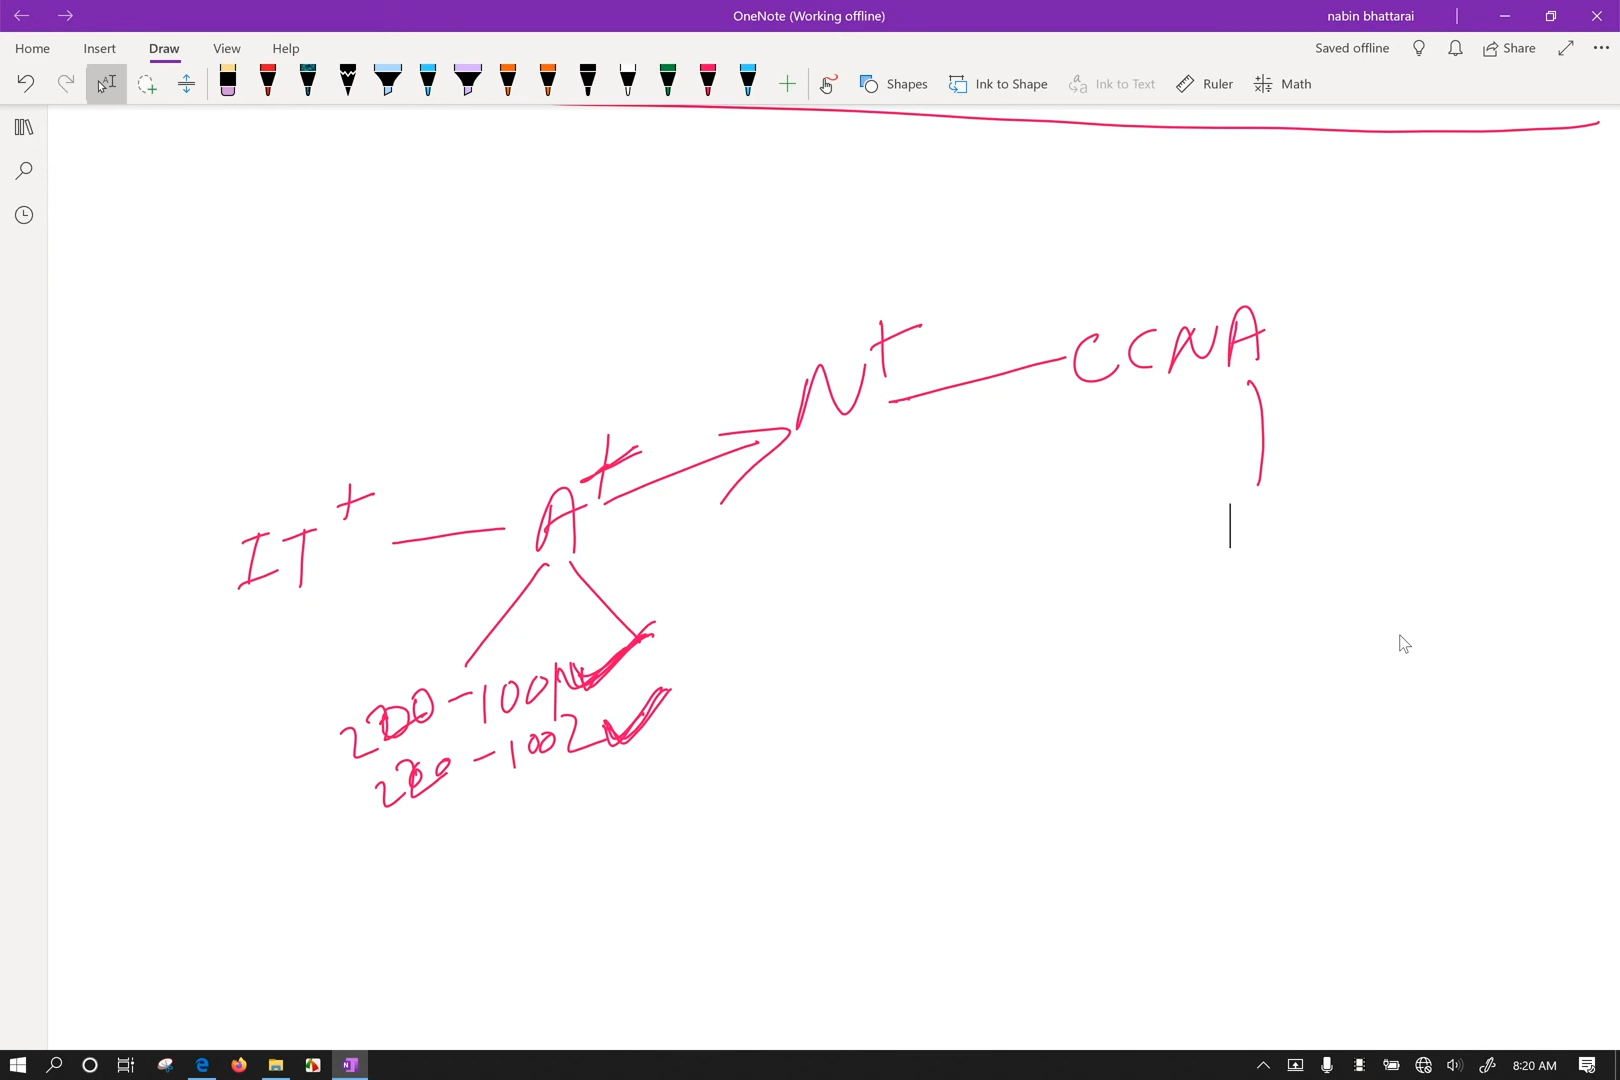 OneNote (Working offline)
nabin bhattarai
Home Insert Draw View Help
Saved offline
Share
Shapes
Ink to Shape
Ink to Text
Ruler
Math
IT+
A+
N+
CCNA
220-1001
220-1002
8:20 AM